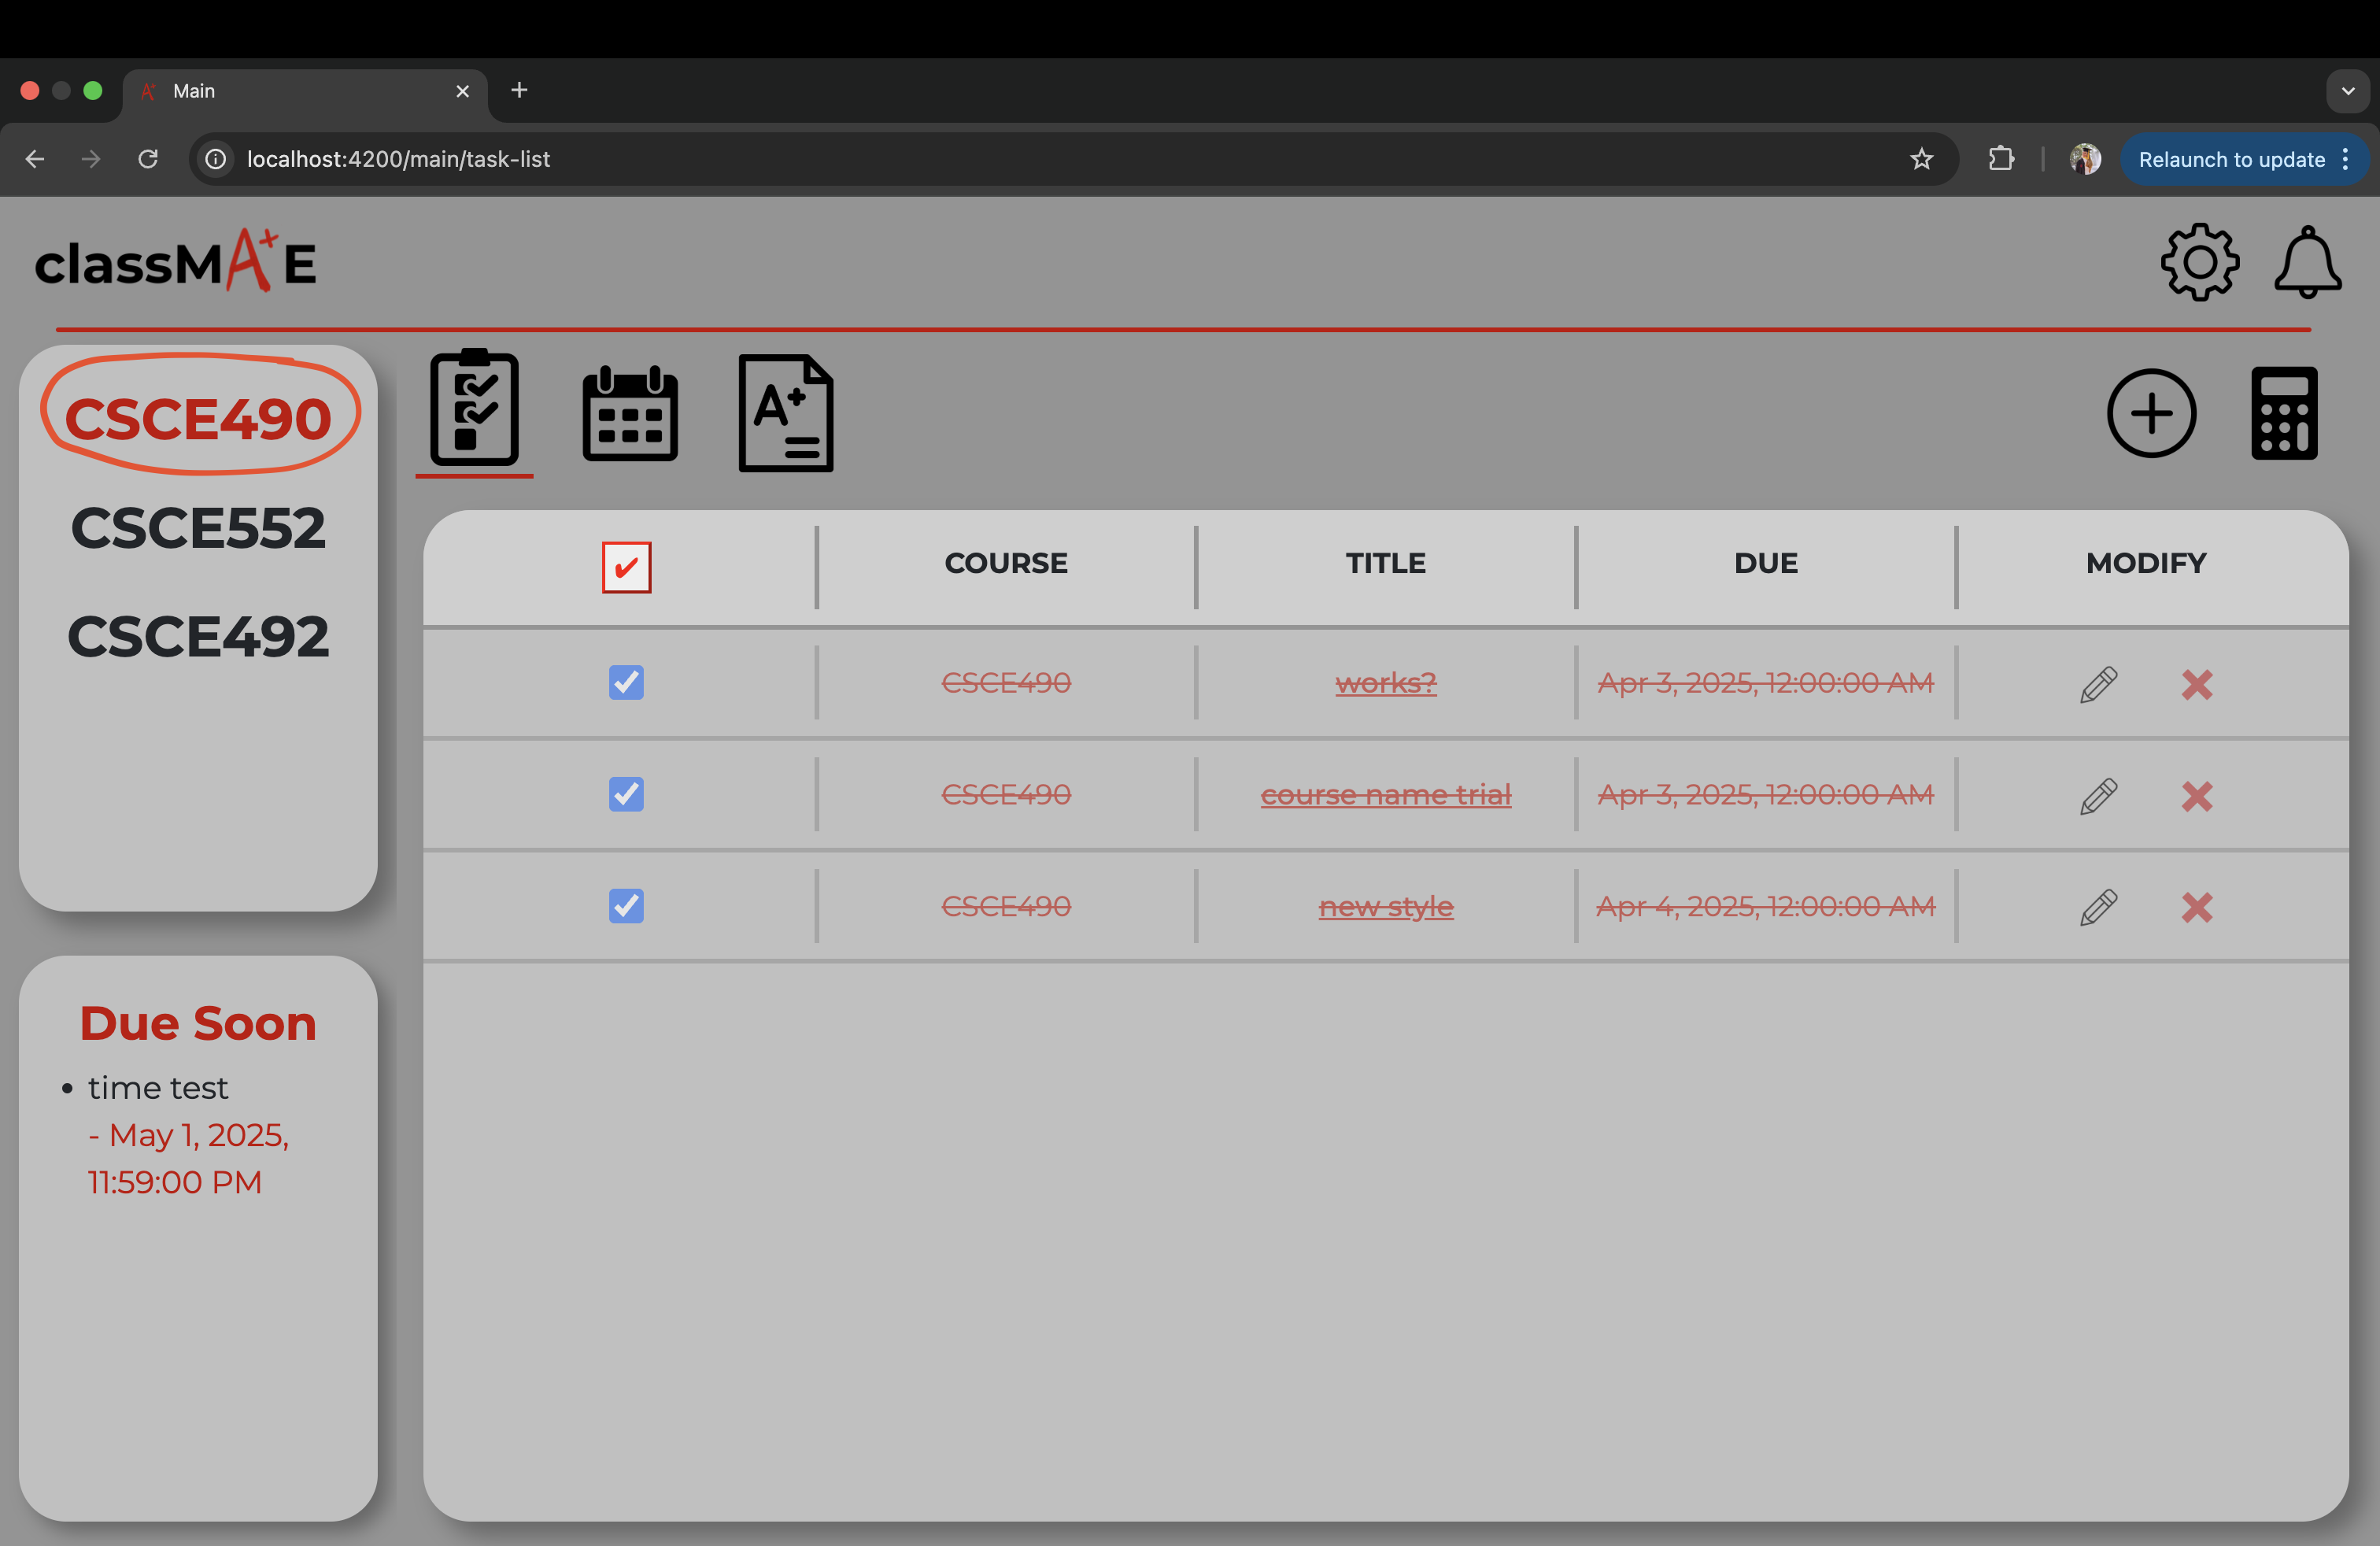 Main
localhost:4200/main/task-list
Relaunch to update
classMA+E
CSCE490
CSCE552
CSCE492
A+
COURSE TITLE DUE MODIFY
CSCE490 works? Apr 3, 2025, 12:00:00 AM
CSCE490 course name trial Apr 3, 2025, 12:00:00 AM
CSCE490 new style Apr 4, 2025, 12:00:00 AM
Due Soon
• time test
- May 1, 2025,
11:59:00 PM